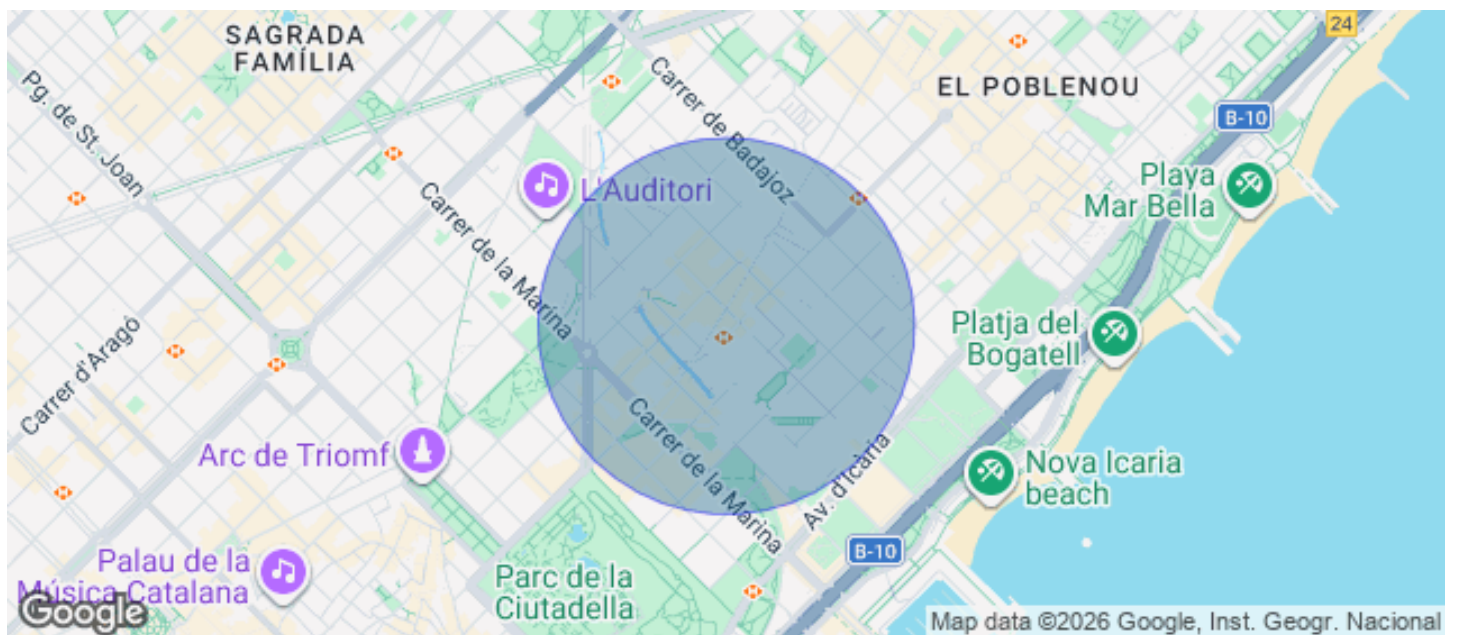 24
SAGRADA
FAMÍLIA
Carrer de Badajoz
EL POBLENOU
Pg. de St. Joan
B-10
Playa
Mar Bella
L'Auditori
Carrer de la Marina
Platja del
Bogatell
Carrer d'Aragó
Arc de Triomf
Carrer de la Marina
Av. d'Icària
Nova Icaria
beach
B-10
Palau de la
Música Catalana
Parc de la
Ciutadella
Google
Map data ©2026 Google, Inst. Geogr. Nacional